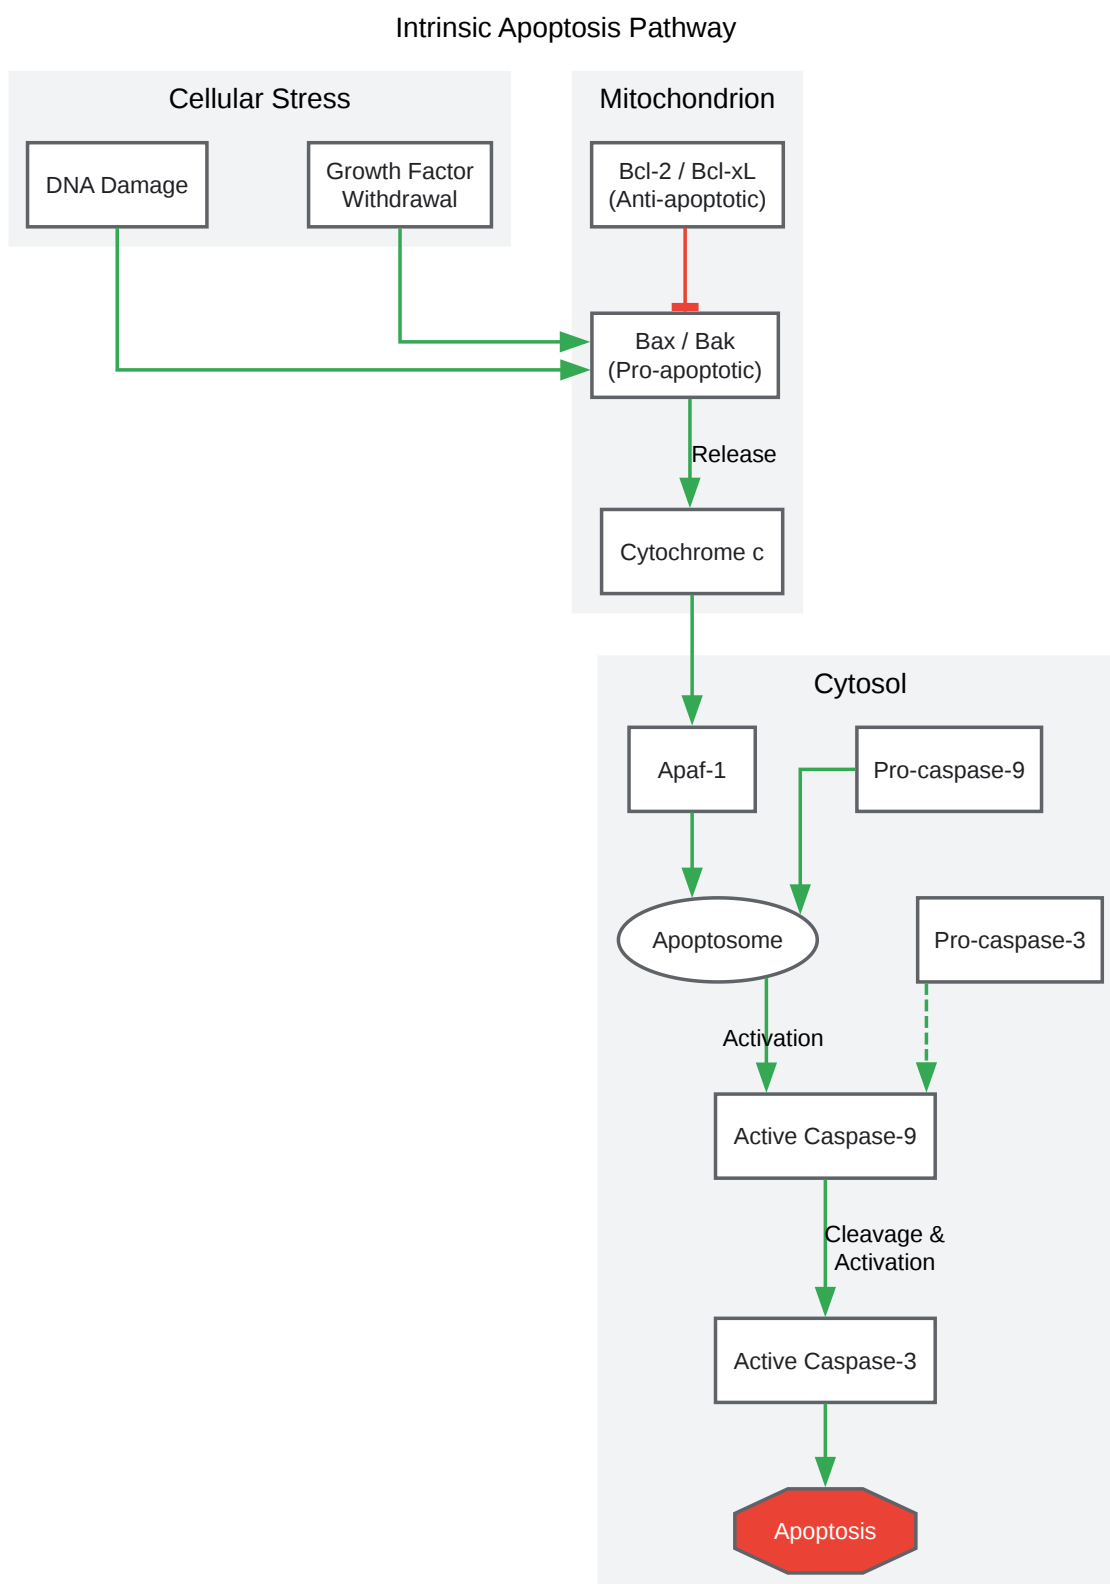 Intrinsic Apoptosis Pathway
Cellular Stress
Mitochondrion
DNA Damage
Growth Factor
Withdrawal
Bcl-2 / Bcl-xL
(Anti-apoptotic)
Bax / Bak
(Pro-apoptotic)
Release
Cytochrome c
Cytosol
Apaf-1
Pro-caspase-9
Apoptosome
Pro-caspase-3
Activation
Active Caspase-9
Cleavage &
Activation
Active Caspase-3
Apoptosis